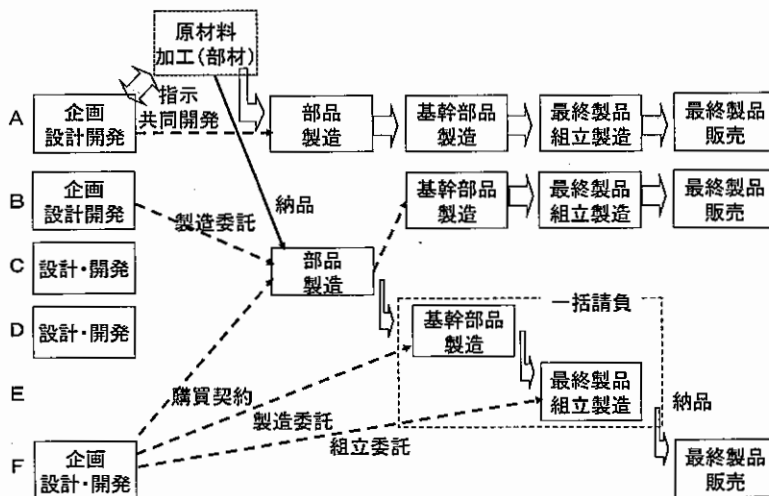 原材料
加工(部材)
指示
共同開発
A
企画
設計開発
部品
製造
基幹部品
製造
最終製品
組立製造
最終製品
販売
B
企画
設計開発
製造委託
納品
基幹部品
製造
最終製品
組立製造
最終製品
販売
C
設計・開発
部品
製造
一括請負
D
設計・開発
基幹部品
製造
E
購買契約
最終製品
組立製造
納品
製造委託
組立委託
F
企画
設計・開発
最終製品
販売